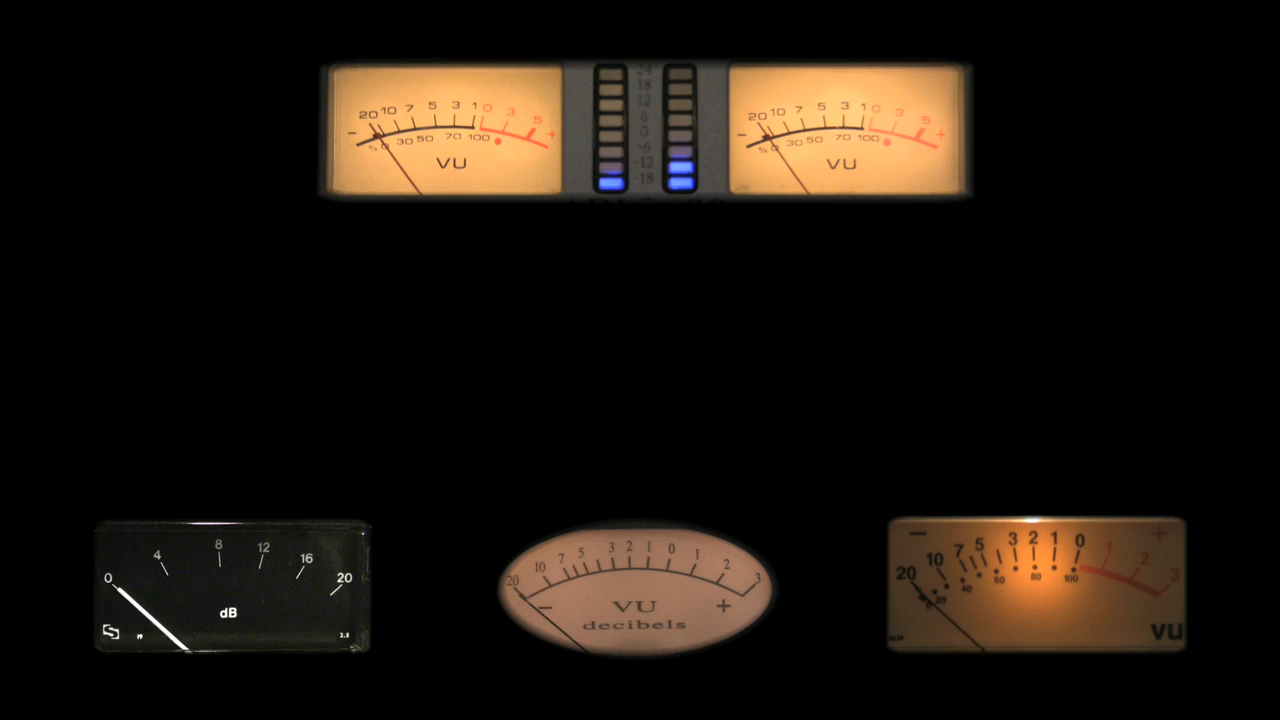 20 10 7 5 3 1 0 3 5
- +
% 0 30 50 70 100
VU
24
18
12
6
0
-6
-12
-18
20 10 7 5 3 1 0 3 5
- +
% 0 30 50 70 100
VU
0 4 8 12 16 20
dB
20 10 7 5 3 2 1 0 1 2 3
- +
VU
decibels
- +
20 10 7 5 3 2 1 0 1 2 3
0 20 40 60 80 100
VU